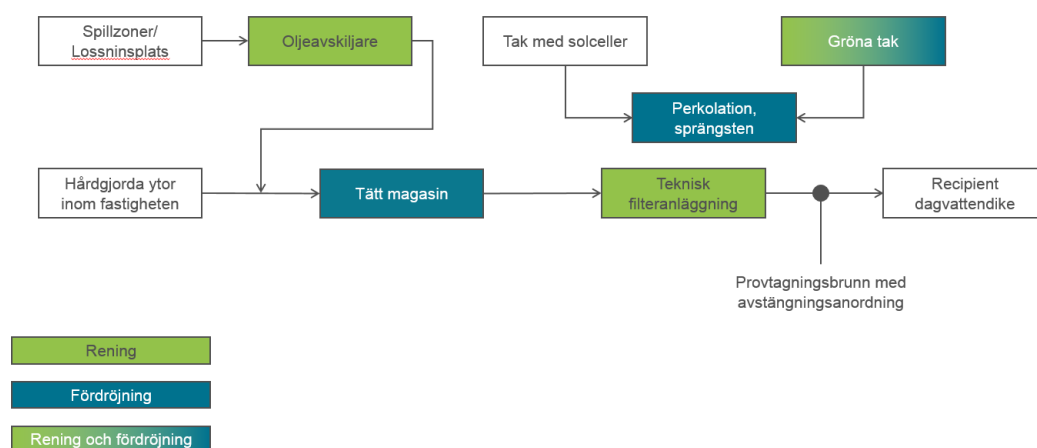 Spillzoner/
Lossninsplats
Oljeavskiljare
Tak med solceller
Gröna tak
Perkolation,
sprängsten
Hårdgjorda ytor
inom fastigheten
Tätt magasin
Teknisk
filteranläggning
Recipient
dagvattendike
Provtagningsbrunn med
avstängningsanordning
Rening
Fördröjning
Rening och fördröjning